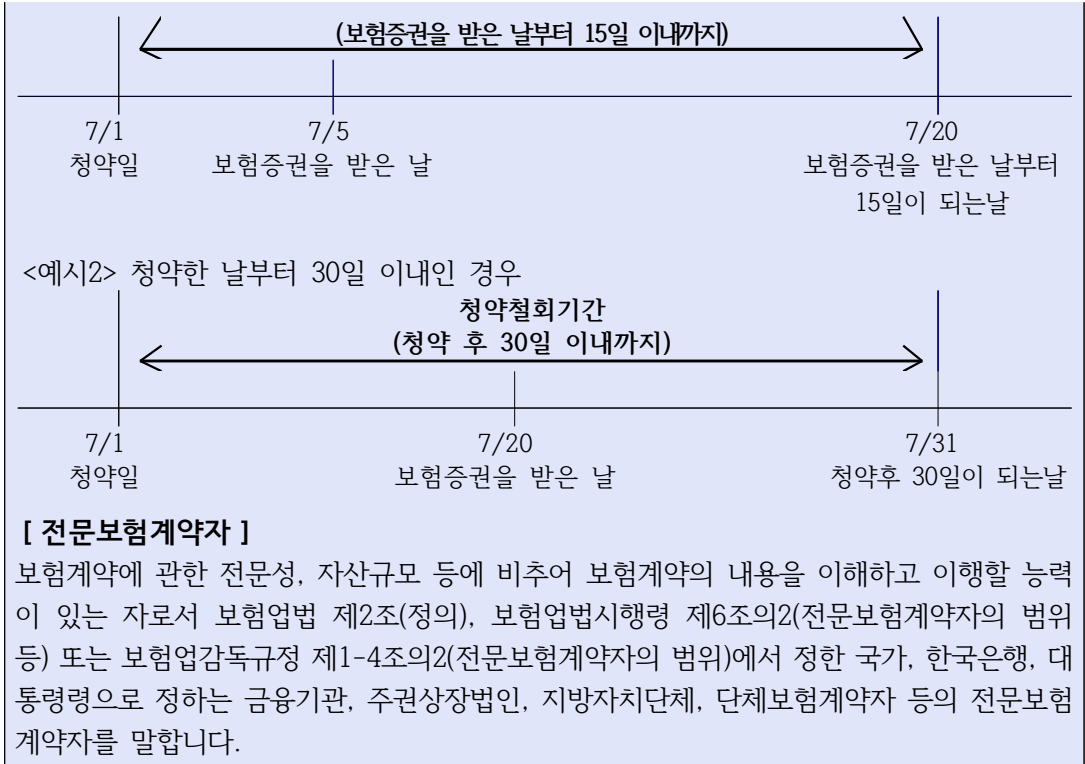 (보험증권을 받은 날부터 15일 이내까지)
7/1 7/5 7/20
청약일 보험증권을 받은 날 보험증권을 받은 날부터
15일이 되는날
<예시2> 청약한 날부터 30일 이내인 경우
청약철회기간
(청약 후 30일 이내까지)
7/1 7/20 7/31
청약일 보험증권을 받은 날 청약후 30일이 되는날
[ 전문보험계약자 ]
보험계약에 관한 전문성, 자산규모 등에 비추어 보험계약의 내용을 이해하고 이행할 능력
이 있는 자로서 보험업법 제2조(정의), 보험업법시행령 제6조의2(전문보험계약자의 범위
등) 또는 보험업감독규정 제1-4조의2(전문보험계약자의 범위)에서 정한 국가, 한국은행, 대
통령령으로 정하는 금융기관, 주권상장법인, 지방자치단체, 단체보험계약자 등의 전문보험
계약자를 말합니다.